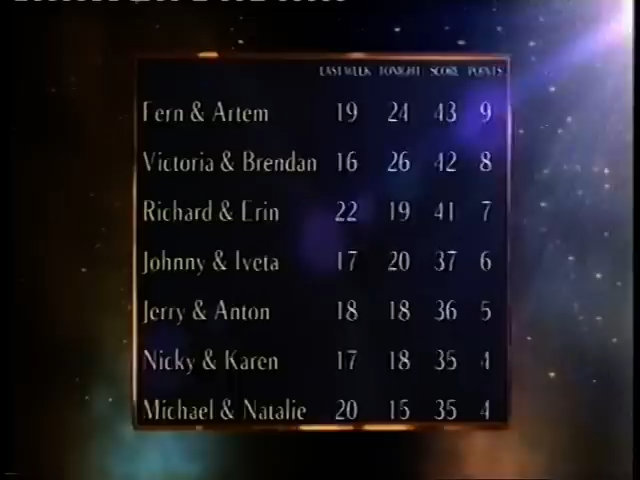 LAST WEEK TONIGHT SCORE POINTS
Fern & Artem 19 24 43 9
Victoria & Brendan 16 26 42 8
Richard & Erin 22 19 41 7
Johnny & Iveta 17 20 37 6
Jerry & Anton 18 18 36 5
Nicky & Karen 17 18 35 4
Michael & Natalie 20 15 35 4